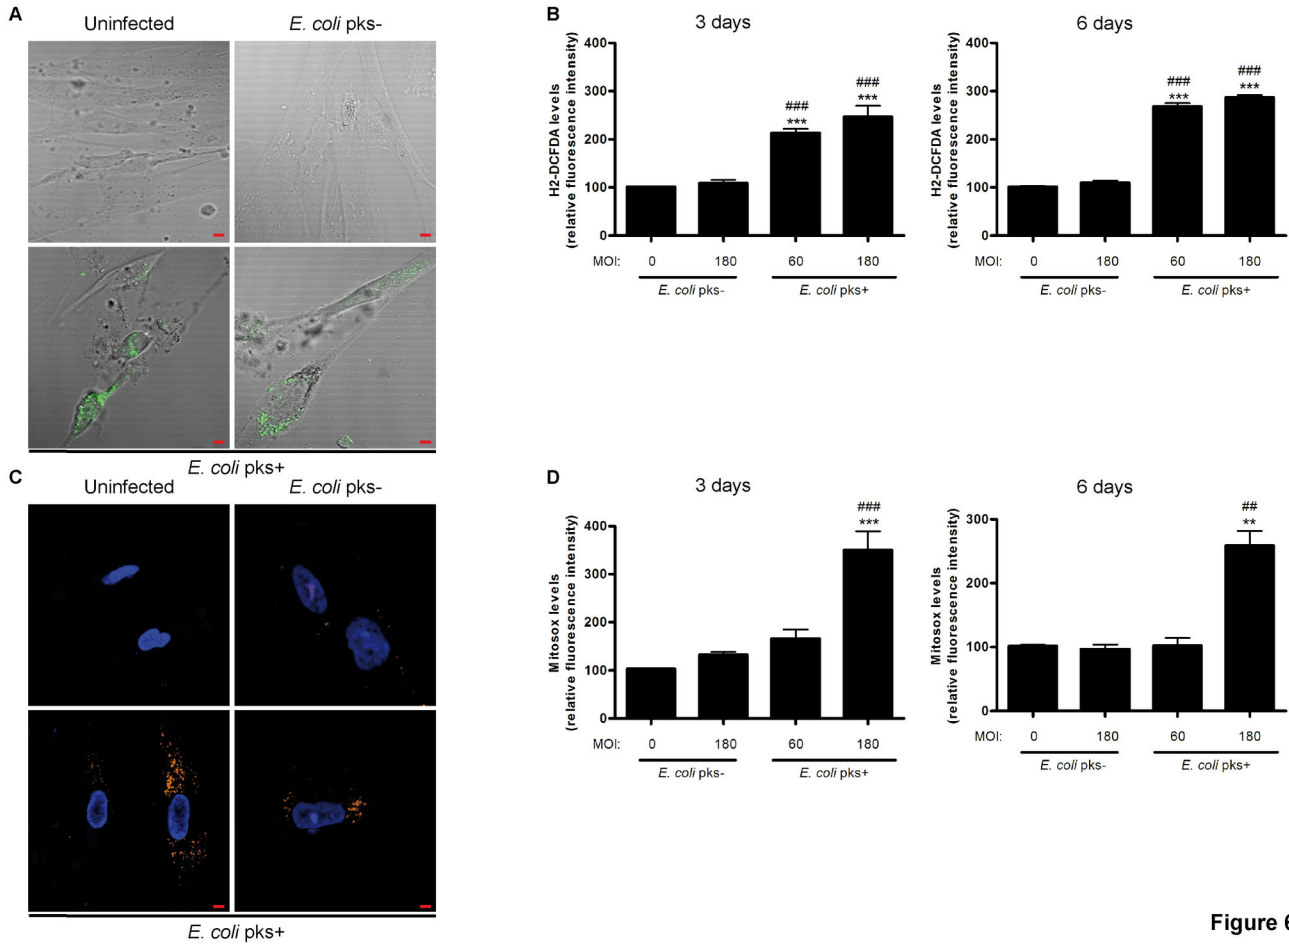 A
Uninfected
E. coli pks-
E. coli pks+
B
3 days
H2-DCFDA levels
(relative fluorescence intensity)
400
300
200
100
0
###
***
###
***
MOI: 0 180 60 180
E. coli pks- E. coli pks+
6 days
H2-DCFDA levels
(relative fluorescence intensity)
400
300
200
100
0
###
***
###
***
MOI: 0 180 60 180
E. coli pks- E. coli pks+
C
Uninfected
E. coli pks-
E. coli pks+
D
3 days
Mitosox levels
(relative fluorescence intensity)
400
300
200
100
0
###
***
MOI: 0 180 60 180
E. coli pks- E. coli pks+
6 days
Mitosox levels
(relative fluorescence intensity)
300
200
100
0
##
**
MOI: 0 180 60 180
E. coli pks- E. coli pks+
Figure 6